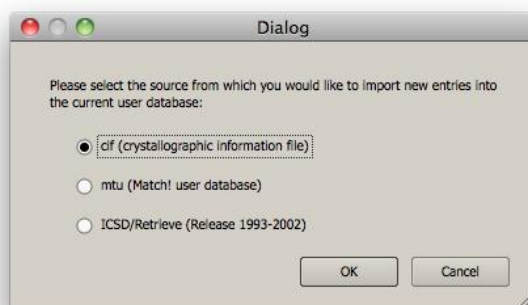 Dialog
Please select the source from which you would like to import new entries into
the current user database:
cif (crystallographic information file)
mtu (Match! user database)
ICSD/Retrieve (Release 1993-2002)
OK Cancel